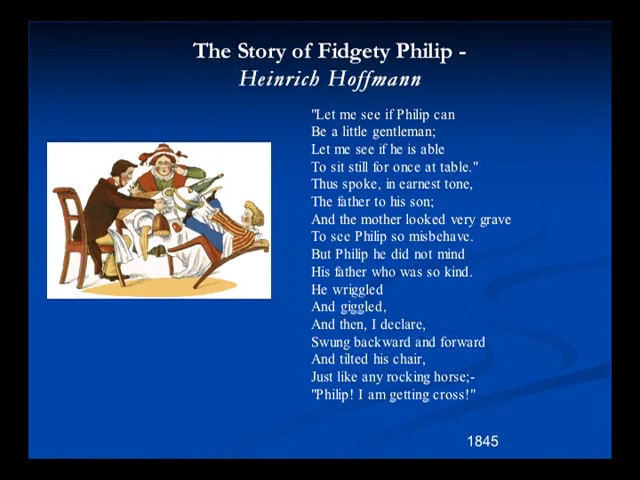 The Story of Fidgety Philip -
Heinrich Hoffmann
"Let me see if Philip can
Be a little gentleman;
Let me see if he is able
To sit still for once at table."
Thus spoke, in earnest tone,
The father to his son;
And the mother looked very grave
To see Philip so misbehave.
But Philip he did not mind
His father who was so kind.
He wriggled
And giggled,
And then, I declare,
Swung backward and forward
And tilted his chair,
Just like any rocking horse;-
"Philip! I am getting cross!"
1845